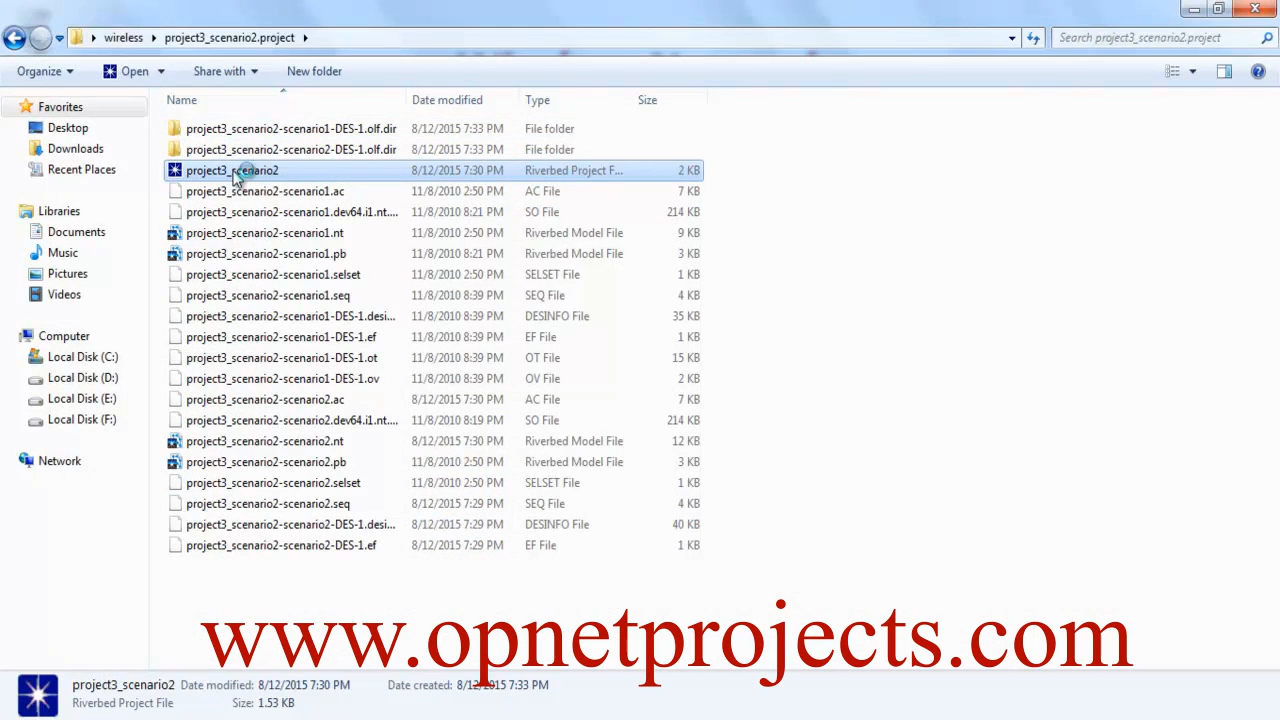 wireless project3_scenario2.project Search project3_scenario2.project
Organize Open Share with New folder
Favorites
Desktop
Downloads
Recent Places
Libraries
Documents
Music
Pictures
Videos
Computer
Local Disk (C:)
Local Disk (D:)
Local Disk (E:)
Local Disk (F:)
Network
Name Date modified Type Size
project3_scenario2-scenario1-DES-1.olf.dir 8/12/2015 7:33 PM File folder
project3_scenario2-scenario2-DES-1.olf.dir 8/12/2015 7:33 PM File folder
project3_scenario2 8/12/2015 7:30 PM Riverbed Project F... 2 KB
project3_scenario2-scenario1.ac 11/8/2010 2:50 PM AC File 7 KB
project3_scenario2-scenario1.dev64.i1.nt.... 11/8/2010 8:21 PM SO File 214 KB
project3_scenario2-scenario1.nt 11/8/2010 2:50 PM Riverbed Model File 9 KB
project3_scenario2-scenario1.pb 11/8/2010 8:21 PM Riverbed Model File 3 KB
project3_scenario2-scenario1.selset 11/8/2010 2:50 PM SELSET File 1 KB
project3_scenario2-scenario1.seq 11/8/2010 8:39 PM SEQ File 4 KB
project3_scenario2-scenario1-DES-1.desi... 11/8/2010 8:39 PM DESINFO File 35 KB
project3_scenario2-scenario1-DES-1.ef 11/8/2010 8:39 PM EF File 1 KB
project3_scenario2-scenario1-DES-1.ot 11/8/2010 8:39 PM OT File 15 KB
project3_scenario2-scenario1-DES-1.ov 11/8/2010 8:39 PM OV File 2 KB
project3_scenario2-scenario2.ac 8/12/2015 7:30 PM AC File 7 KB
project3_scenario2-scenario2.dev64.i1.nt.... 11/8/2010 8:19 PM SO File 214 KB
project3_scenario2-scenario2.nt 8/12/2015 7:30 PM Riverbed Model File 12 KB
project3_scenario2-scenario2.pb 11/8/2010 2:50 PM Riverbed Model File 3 KB
project3_scenario2-scenario2.selset 11/8/2010 2:50 PM SELSET File 1 KB
project3_scenario2-scenario2.seq 8/12/2015 7:29 PM SEQ File 4 KB
project3_scenario2-scenario2-DES-1.desi... 8/12/2015 7:29 PM DESINFO File 40 KB
project3_scenario2-scenario2-DES-1.ef 8/12/2015 7:29 PM EF File 1 KB
www.opnetprojects.com
project3_scenario2 Date modified: 8/12/2015 7:30 PM Date created: 8/12/2015 7:33 PM
Riverbed Project File Size: 1.53 KB